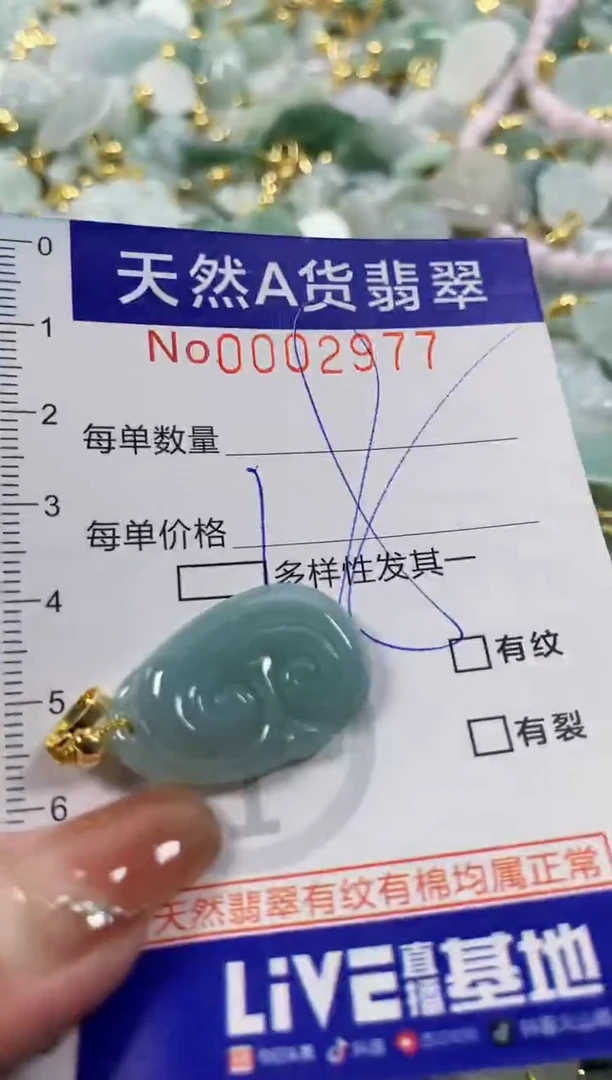 天然A货翡翠
No0002977
每单数量
每单价格
多样性发其一
有纹
有裂
天然翡翠有纹有棉均属正常
LiVE直播基地
0
1
2
3
4
5
6